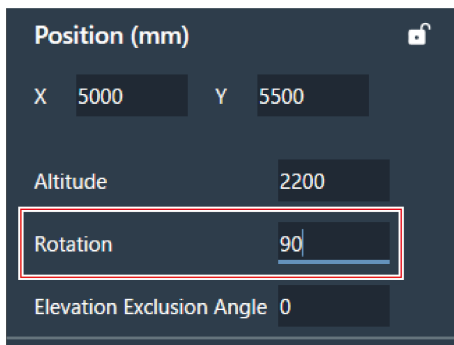 Position (mm)
X 5000 Y 5500
Altitude 2200
Rotation 90
Elevation Exclusion Angle 0